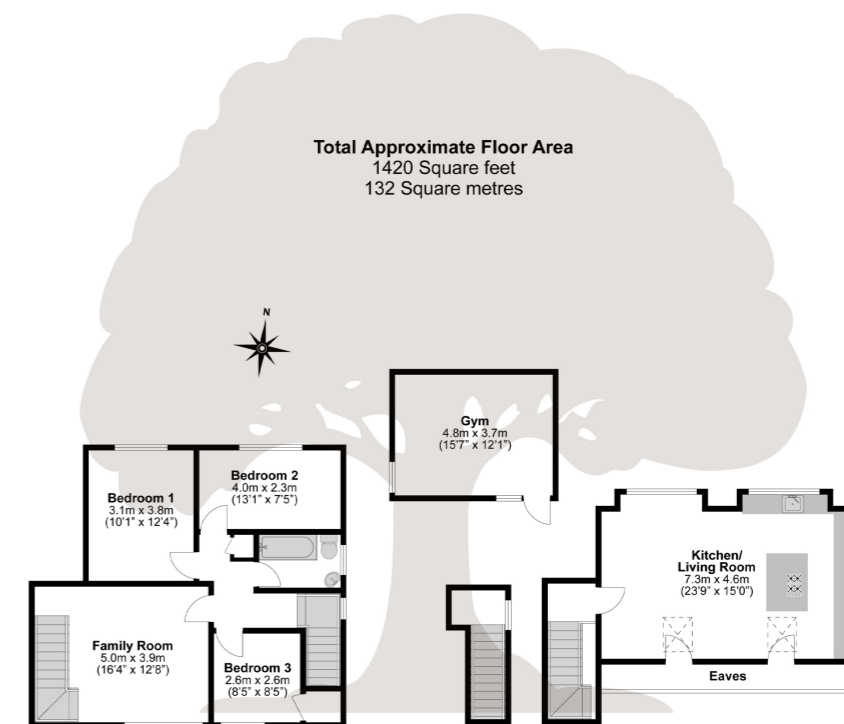 Total Approximate Floor Area
1420 Square feet
132 Square metres
N
Gym
4.8m x 3.7m
(15'7" x 12'1")
Bedroom 2
4.0m x 2.3m
(13'1" x 7'5")
Bedroom 1
3.1m x 3.8m
(10'1" x 12'4")
Kitchen/
Living Room
7.3m x 4.6m
(23'9" x 15'0")
Family Room
5.0m x 3.9m
(16'4" x 12'8")
Bedroom 3
2.6m x 2.6m
(8'5" x 8'5")
Eaves